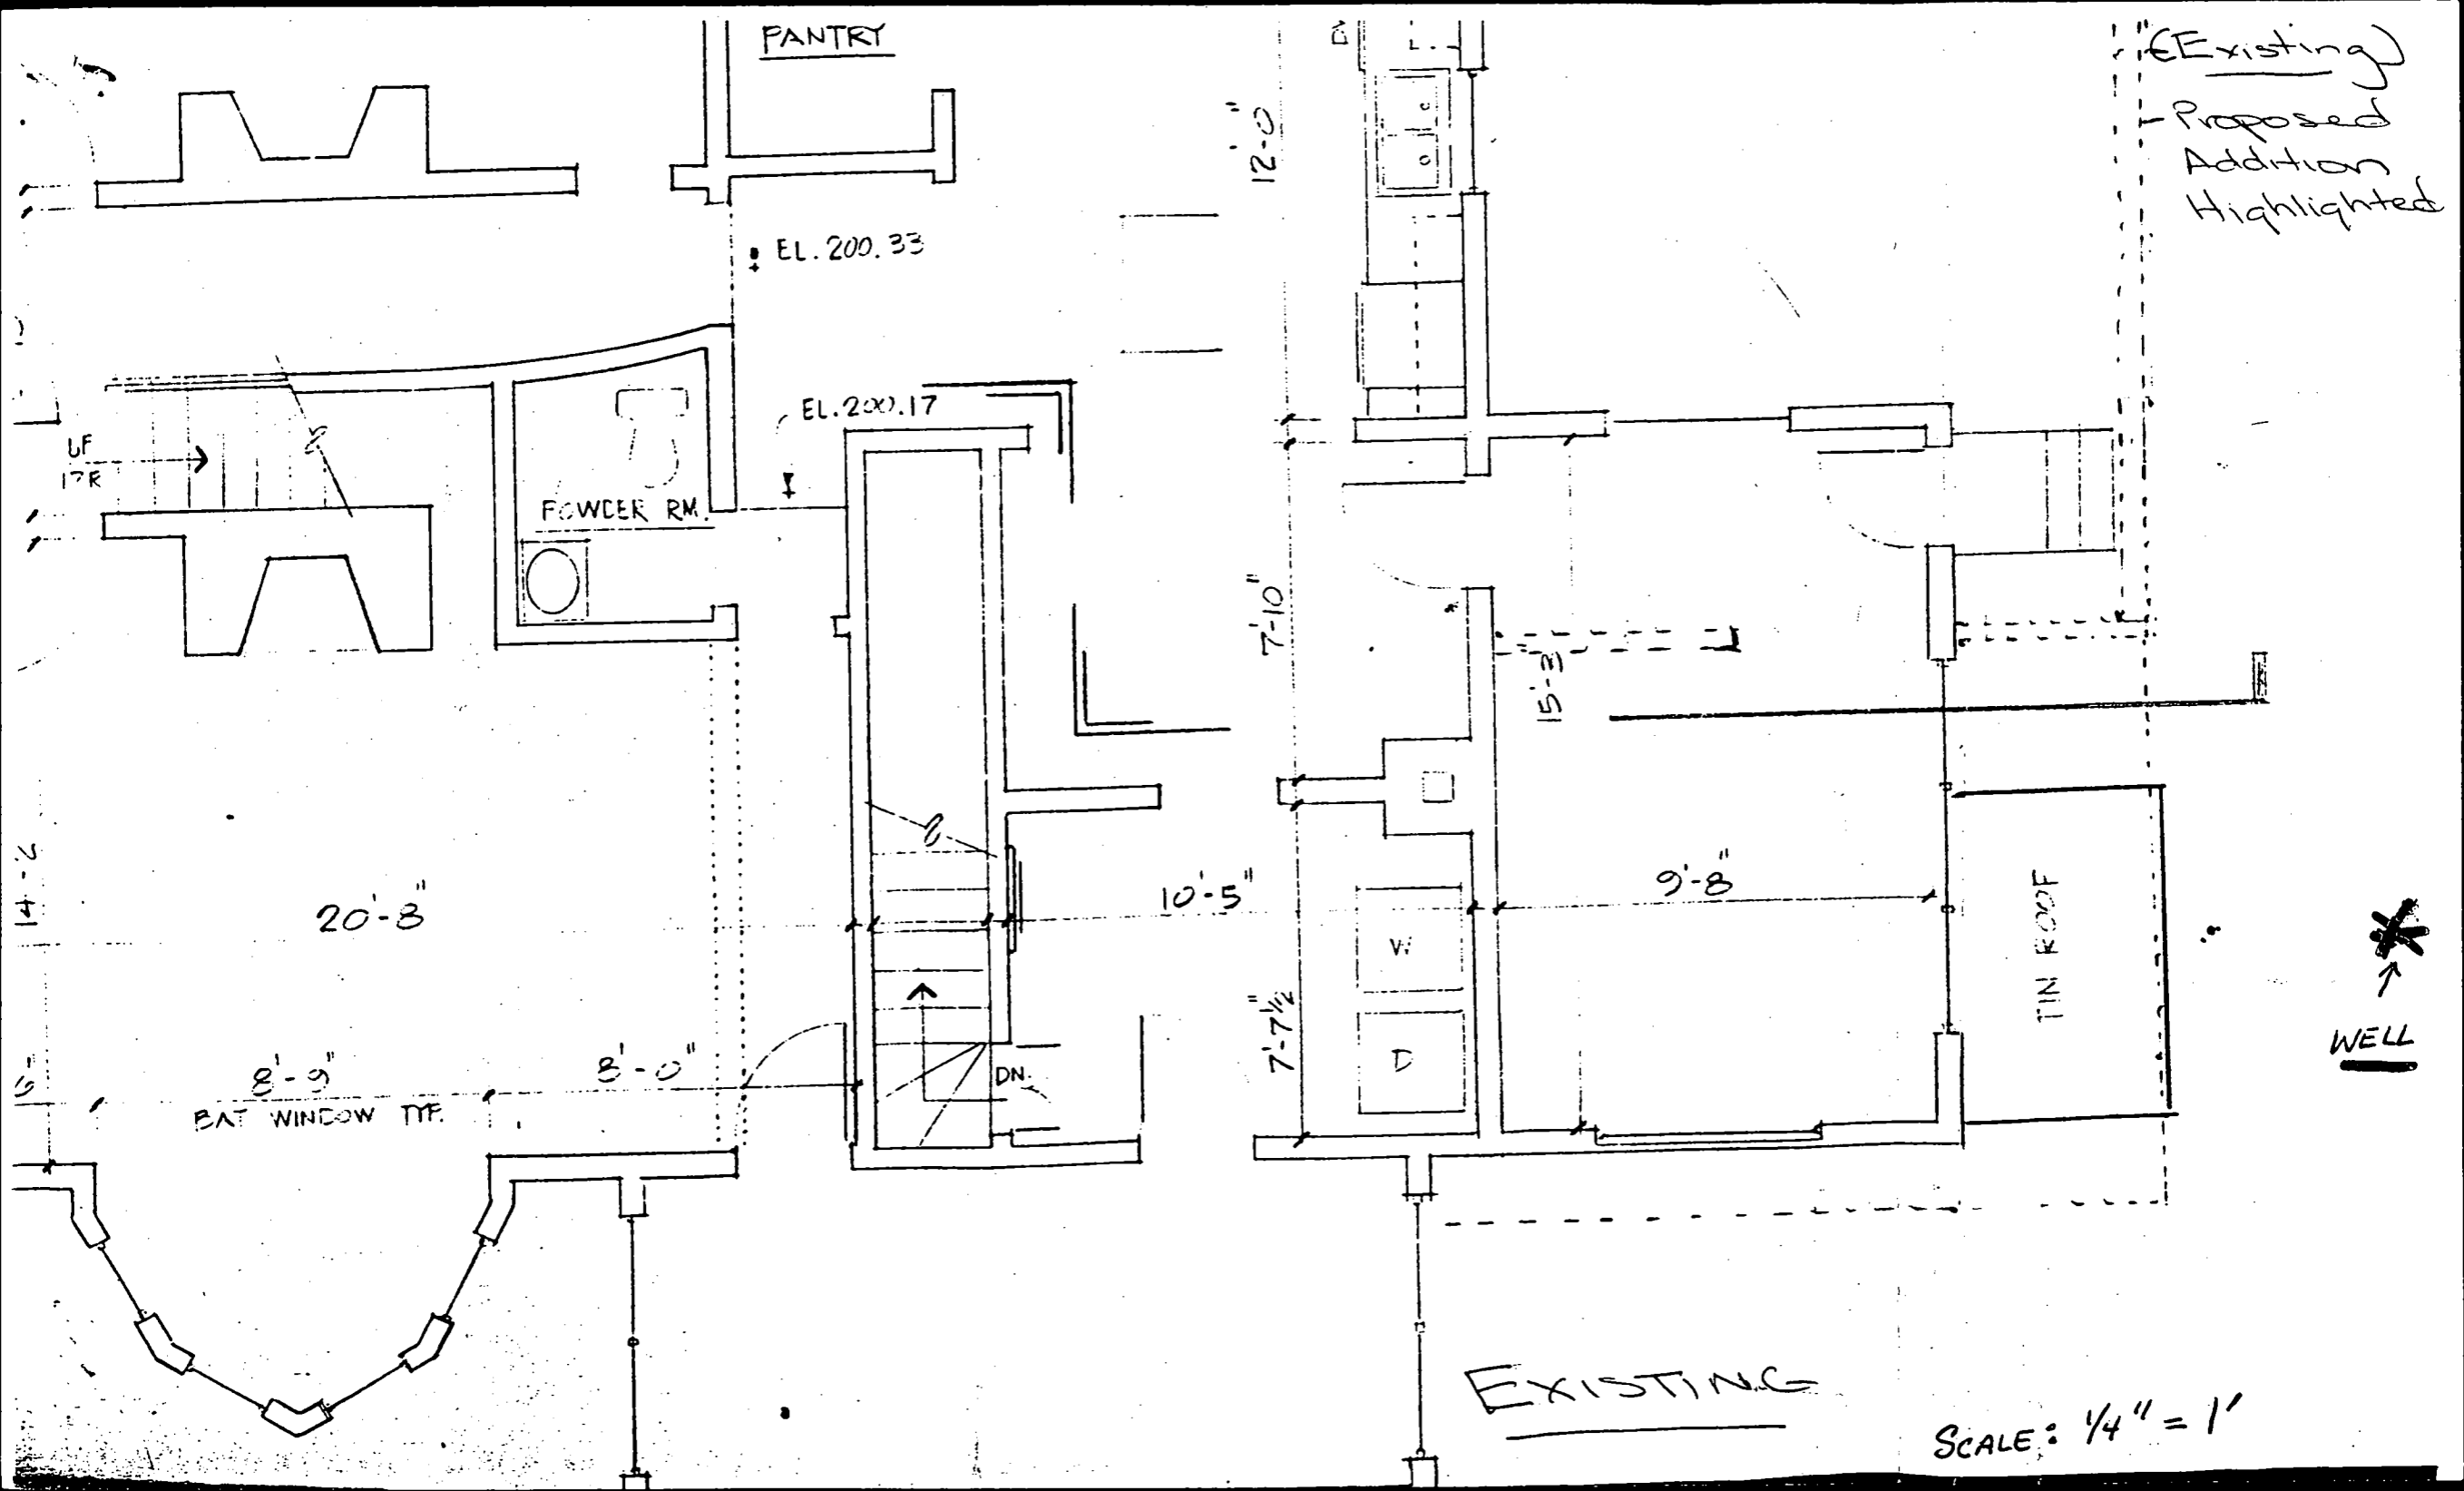 PANTRY
(Existing)
- Proposed
Addition
Highlighted
12'-0"
EL. 200.33
EL. 200.17
UP
17R
POWDER RM.
7'-10"
15'-3"
20'-8"
10'-5"
9'-8"
W
TIN ROOF
D
7'-7½"
WELL
8'-9"
8'-0"
DN.
BAY WINDOW TYP.
EXISTING
SCALE: 1/4" = 1'